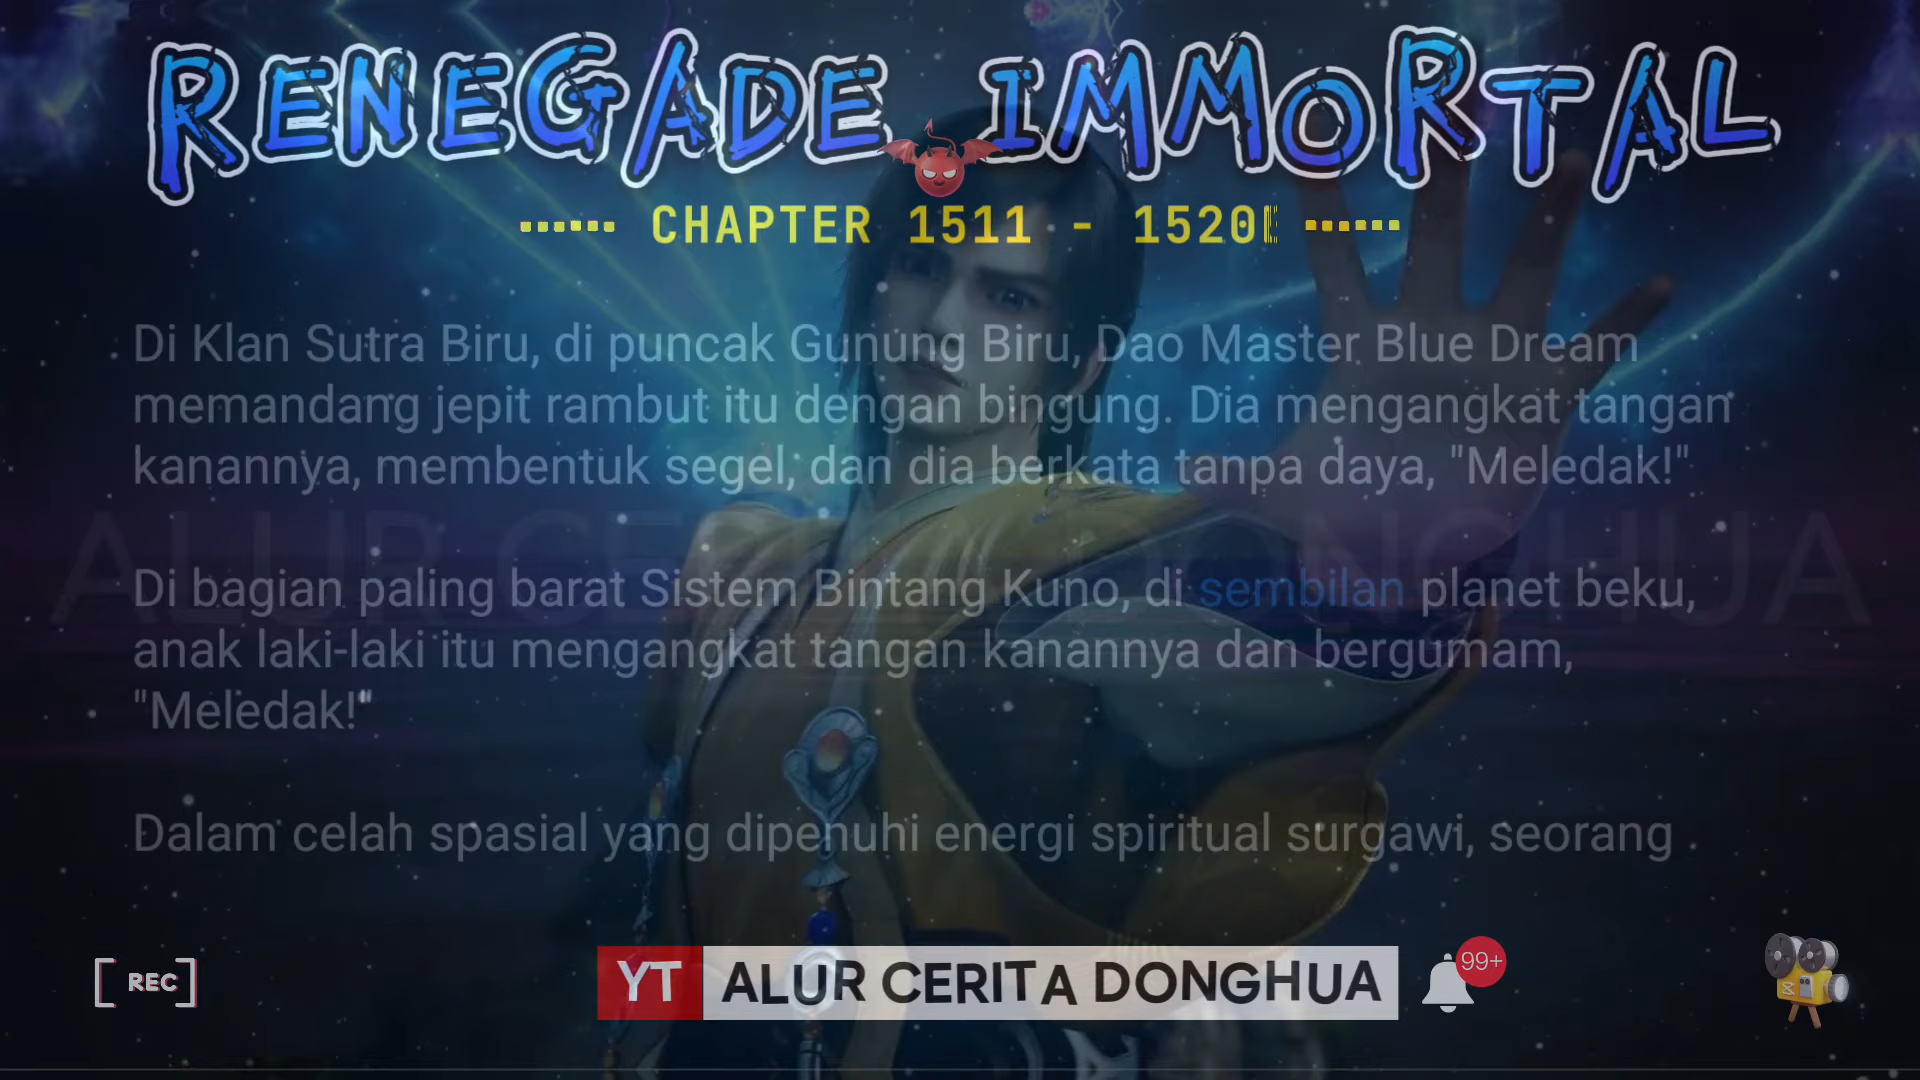 RENEGADE IMMORTAL
CHAPTER 1511 - 1520
Di Klan Sutra Biru, di puncak Gunung Biru, Dao Master Blue Dream
memandang jepit rambut itu dengan bingung. Dia mengangkat tangan
kanannya, membentuk segel, dan dia berkata tanpa daya, "Meledak!"
ALUR CERITA DONGHUA
Di bagian paling barat Sistem Bintang Kuno, di sembilan planet beku,
anak laki-laki itu mengangkat tangan kanannya dan bergumam,
"Meledak!"
Dalam celah spasial yang dipenuhi energi spiritual surgawi, seorang
REC
YT ALUR CERITA DONGHUA
99+